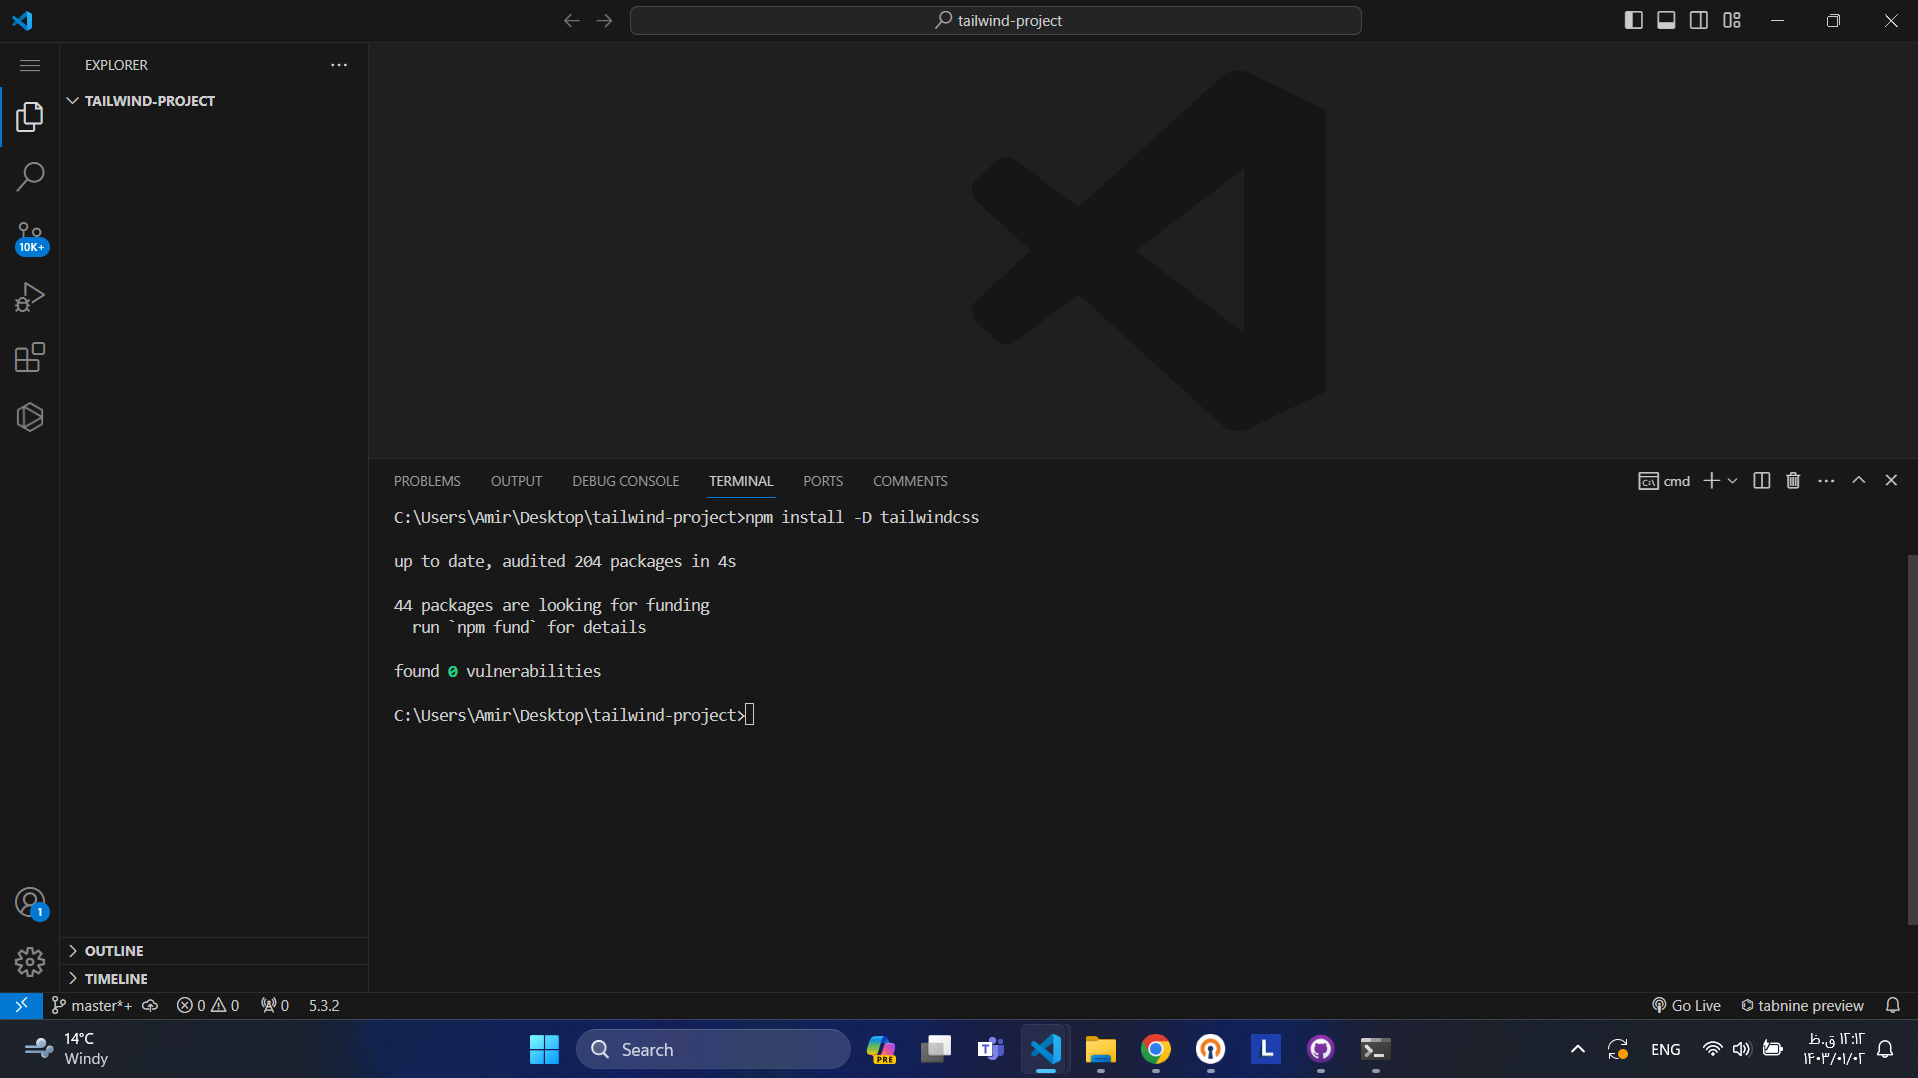 tailwind-project
EXPLORER
TAILWIND-PROJECT
10K+
PROBLEMS OUTPUT DEBUG CONSOLE TERMINAL PORTS COMMENTS
cmd
C:\Users\Amir\Desktop\tailwind-project>npm install -D tailwindcss
up to date, audited 204 packages in 4s
44 packages are looking for funding
run `npm fund` for details
found 0 vulnerabilities
C:\Users\Amir\Desktop\tailwind-project>
1
OUTLINE
TIMELINE
master*+ 0 0 0 5.3.2 Go Live tabnine preview
14°C
Windy
Search
PRE
L
ENG
۱۲:۱۲ ق.ظ
۱۴۰۳/۰۱/۰۲